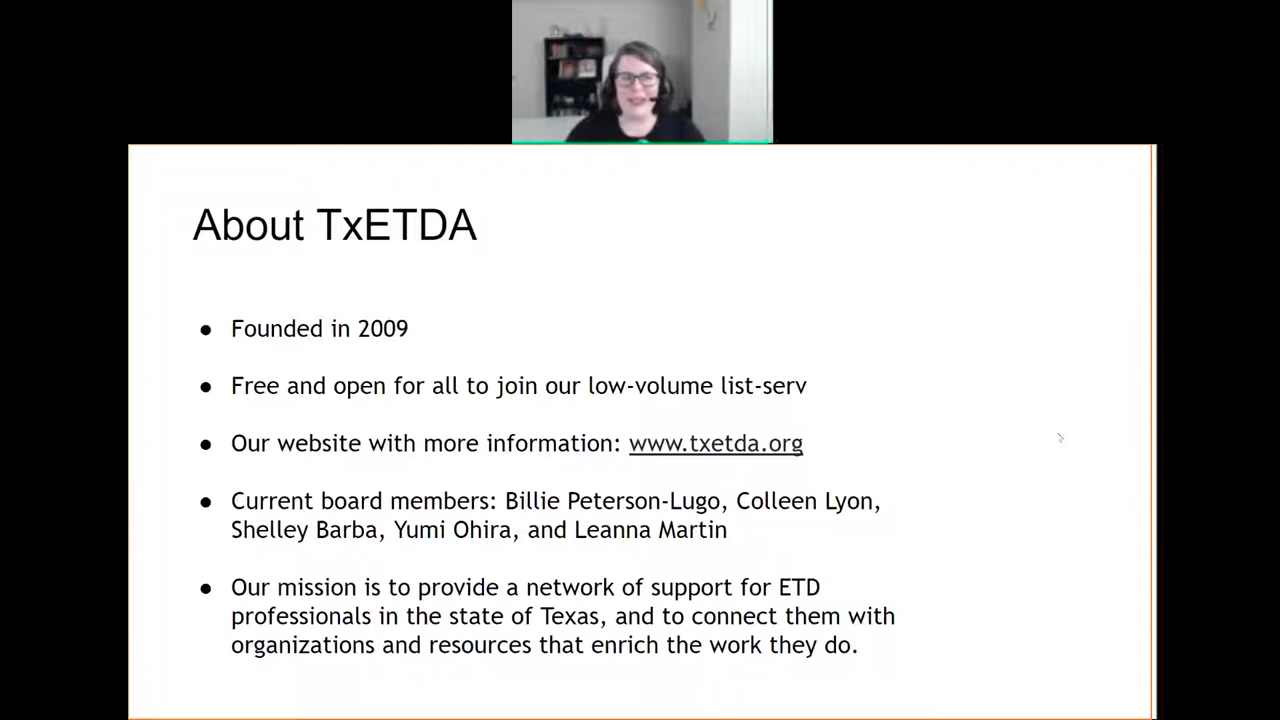 About TxETDA
● Founded in 2009
● Free and open for all to join our low-volume list-serv
● Our website with more information: www.txetda.org
● Current board members: Billie Peterson-Lugo, Colleen Lyon,
Shelley Barba, Yumi Ohira, and Leanna Martin
● Our mission is to provide a network of support for ETD
professionals in the state of Texas, and to connect them with
organizations and resources that enrich the work they do.